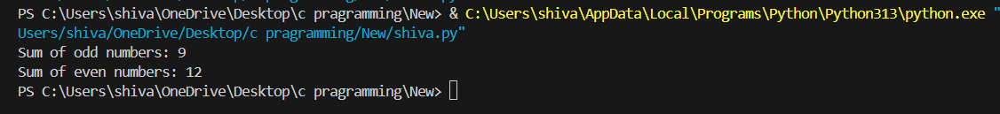 PS C:\Users\shiva\OneDrive\Desktop\c pragramming\New> & C:\Users\shiva\AppData\Local\Programs\Python\Python313\python.exe "
Users/shiva/OneDrive/Desktop/c pragramming/New/shiva.py"
Sum of odd numbers: 9
Sum of even numbers: 12
PS C:\Users\shiva\OneDrive\Desktop\c pragramming\New>